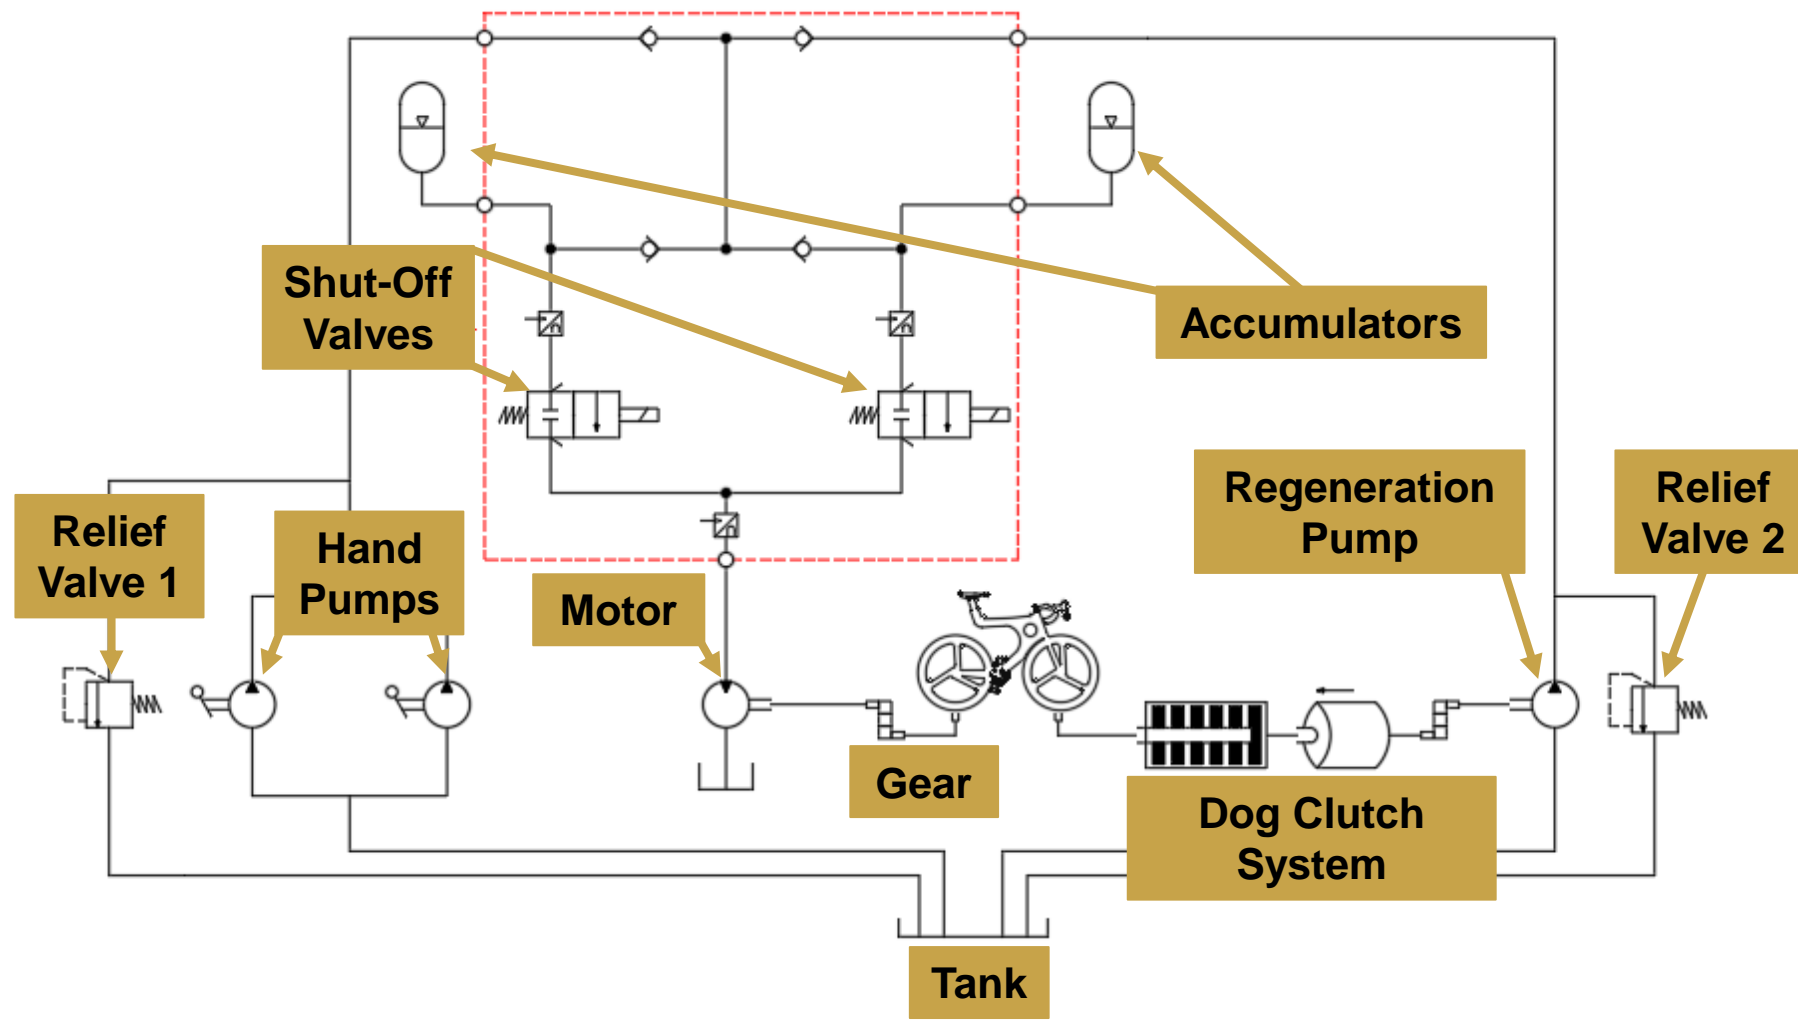 Shut-Off
Valves
Accumulators
Relief
Valve 1
Hand
Pumps
Motor
Regeneration
Pump
Relief
Valve 2
Gear
Dog Clutch
System
Tank